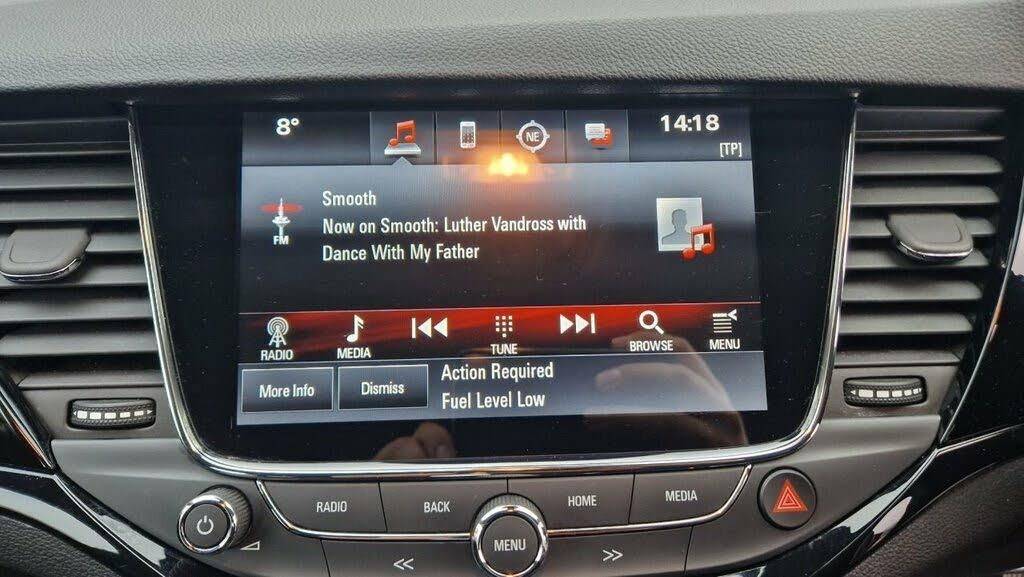 8°
NE
14:18
[TP]
Smooth
FM
Now on Smooth: Luther Vandross with
Dance With My Father
RADIO
MEDIA
TUNE
BROWSE
MENU
More Info
Dismiss
Action Required
Fuel Level Low
RADIO
BACK
HOME
MEDIA
MENU